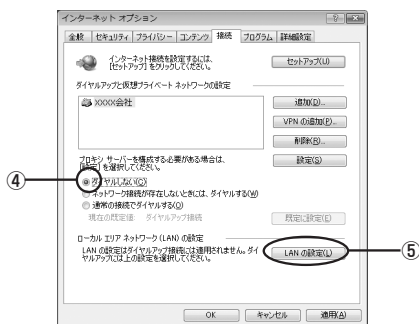 インターネット オプション
全般 セキュリティ プライバシー コンテンツ 接続 プログラム 詳細設定
インターネット接続を設定するには、
[セットアップ] をクリックしてください。
セットアップ(U)
ダイヤルアップと仮想プライベート ネットワークの設定
XXXX会社
追加(D)...
VPN の追加(P)...
削除(R)...
プロキシ サーバーを構成する必要がある場合は、
[設定] を選択してください。
設定(S)
④
ダイヤルしない(C)
ネットワーク接続が存在しないときには、ダイヤルする(W)
通常の接続でダイヤルする(O)
現在の既定値: ダイヤルアップ接続
既定に設定(E)
ローカル エリア ネットワーク (LAN) の設定
LAN の設定はダイヤルアップ接続には適用されません。ダイ
ヤルアップには上の設定を選択してください。
LAN の設定(L)
⑤
OK キャンセル 適用(A)